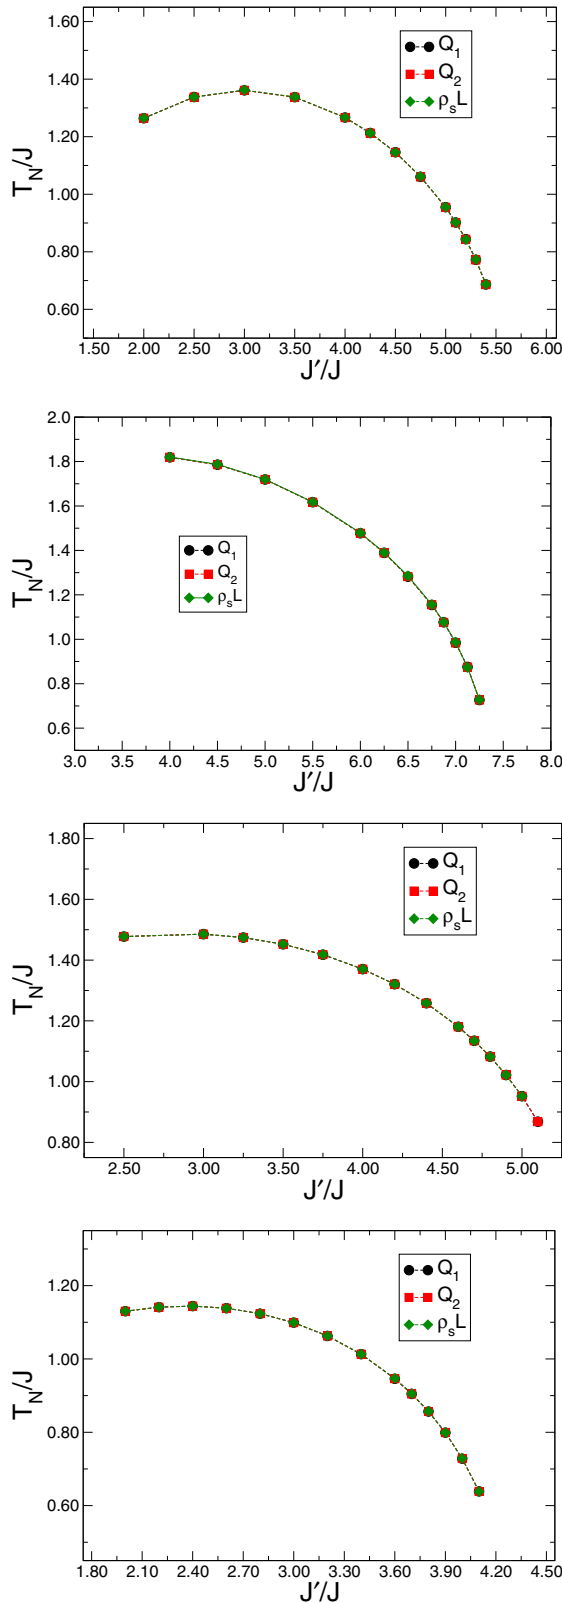 1.60
1.40
1.20
1.00
0.80
0.60
T_N/J
Q_1
Q_2
ρ_sL
1.50 2.00 2.50 3.00 3.50 4.00 4.50 5.00 5.50 6.00
J′/J
2.0
1.8
1.6
1.4
1.2
1.0
0.8
0.6
T_N/J
Q_1
Q_2
ρ_sL
3.0 3.5 4.0 4.5 5.0 5.5 6.0 6.5 7.0 7.5 8.0
J′/J
1.80
1.60
1.40
1.20
1.00
0.80
T_N/J
Q_1
Q_2
ρ_sL
2.50 3.00 3.50 4.00 4.50 5.00
J′/J
1.20
1.00
0.80
0.60
T_N/J
Q_1
Q_2
ρ_sL
1.80 2.10 2.40 2.70 3.00 3.30 3.60 3.90 4.20 4.50
J′/J